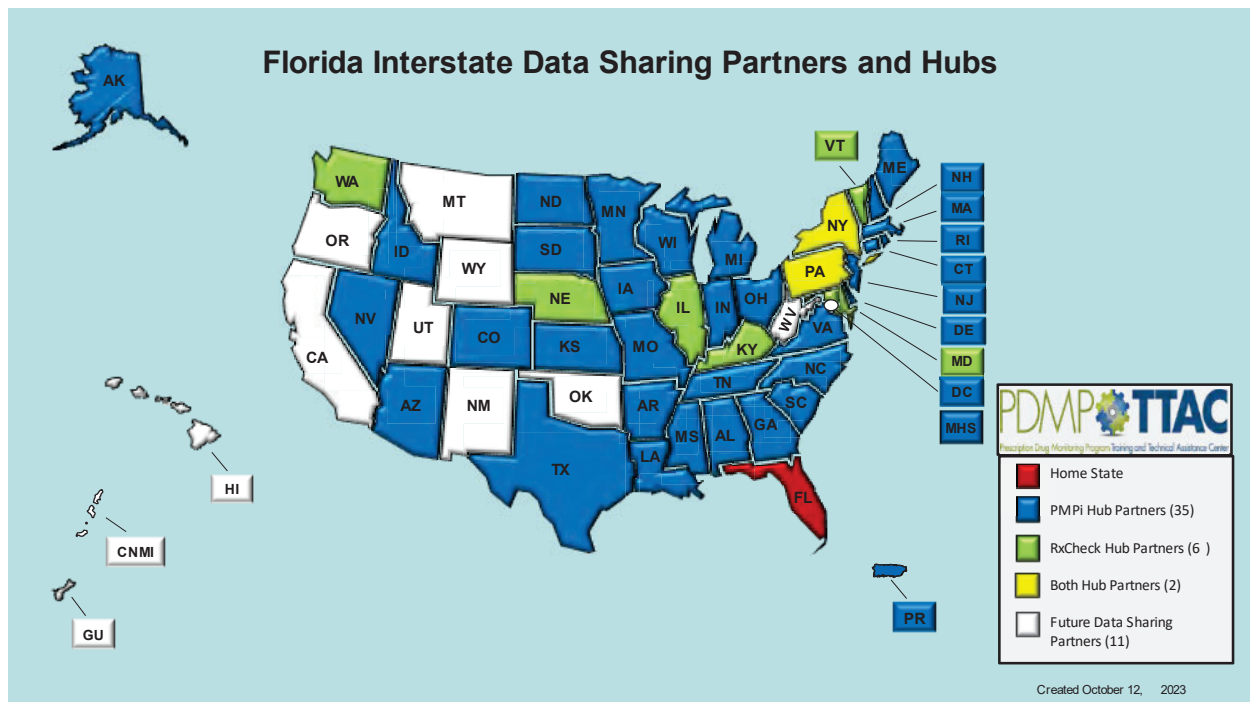 Florida Interstate Data Sharing Partners and Hubs
AK
VT
ME
WA
NH
MT
ND
MN
MA
OR
NY
RI
ID
SD
WI
CT
WY
MI
PA
NJ
NE
IA
IL
IN
OH
DE
NV
UT
CO
WV
VA
MD
CA
KS
MO
KY
DC
NC
TN
AZ
NM
OK
AR
SC
MHS
MS
AL
GA
LA
TX
FL
HI
CNMI
GU
PR
PDMP TTAC
Prescription Drug Monitoring Program Training and Technical Assistance Center
Home State
PMPi Hub Partners (35)
RxCheck Hub Partners (6 )
Both Hub Partners (2)
Future Data Sharing
Partners (11)
Created October 12, 2023